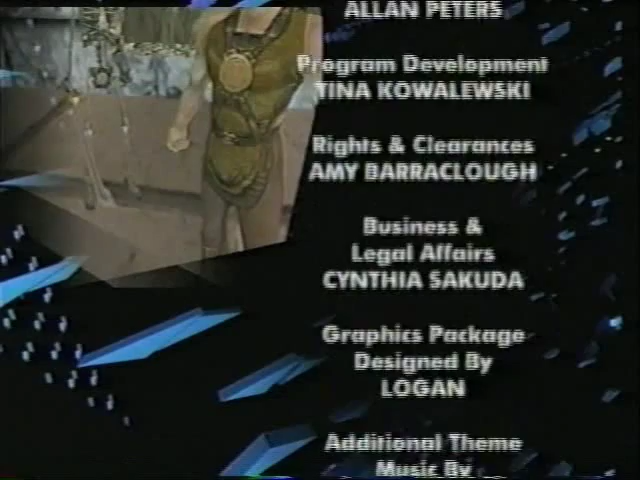 ALLAN PETERS
Program Development
TINA KOWALEWSKI
Rights & Clearances
AMY BARRACLOUGH
Business &
Legal Affairs
CYNTHIA SAKUDA
Graphics Package
Designed By
LOGAN
Additional Theme
Music By